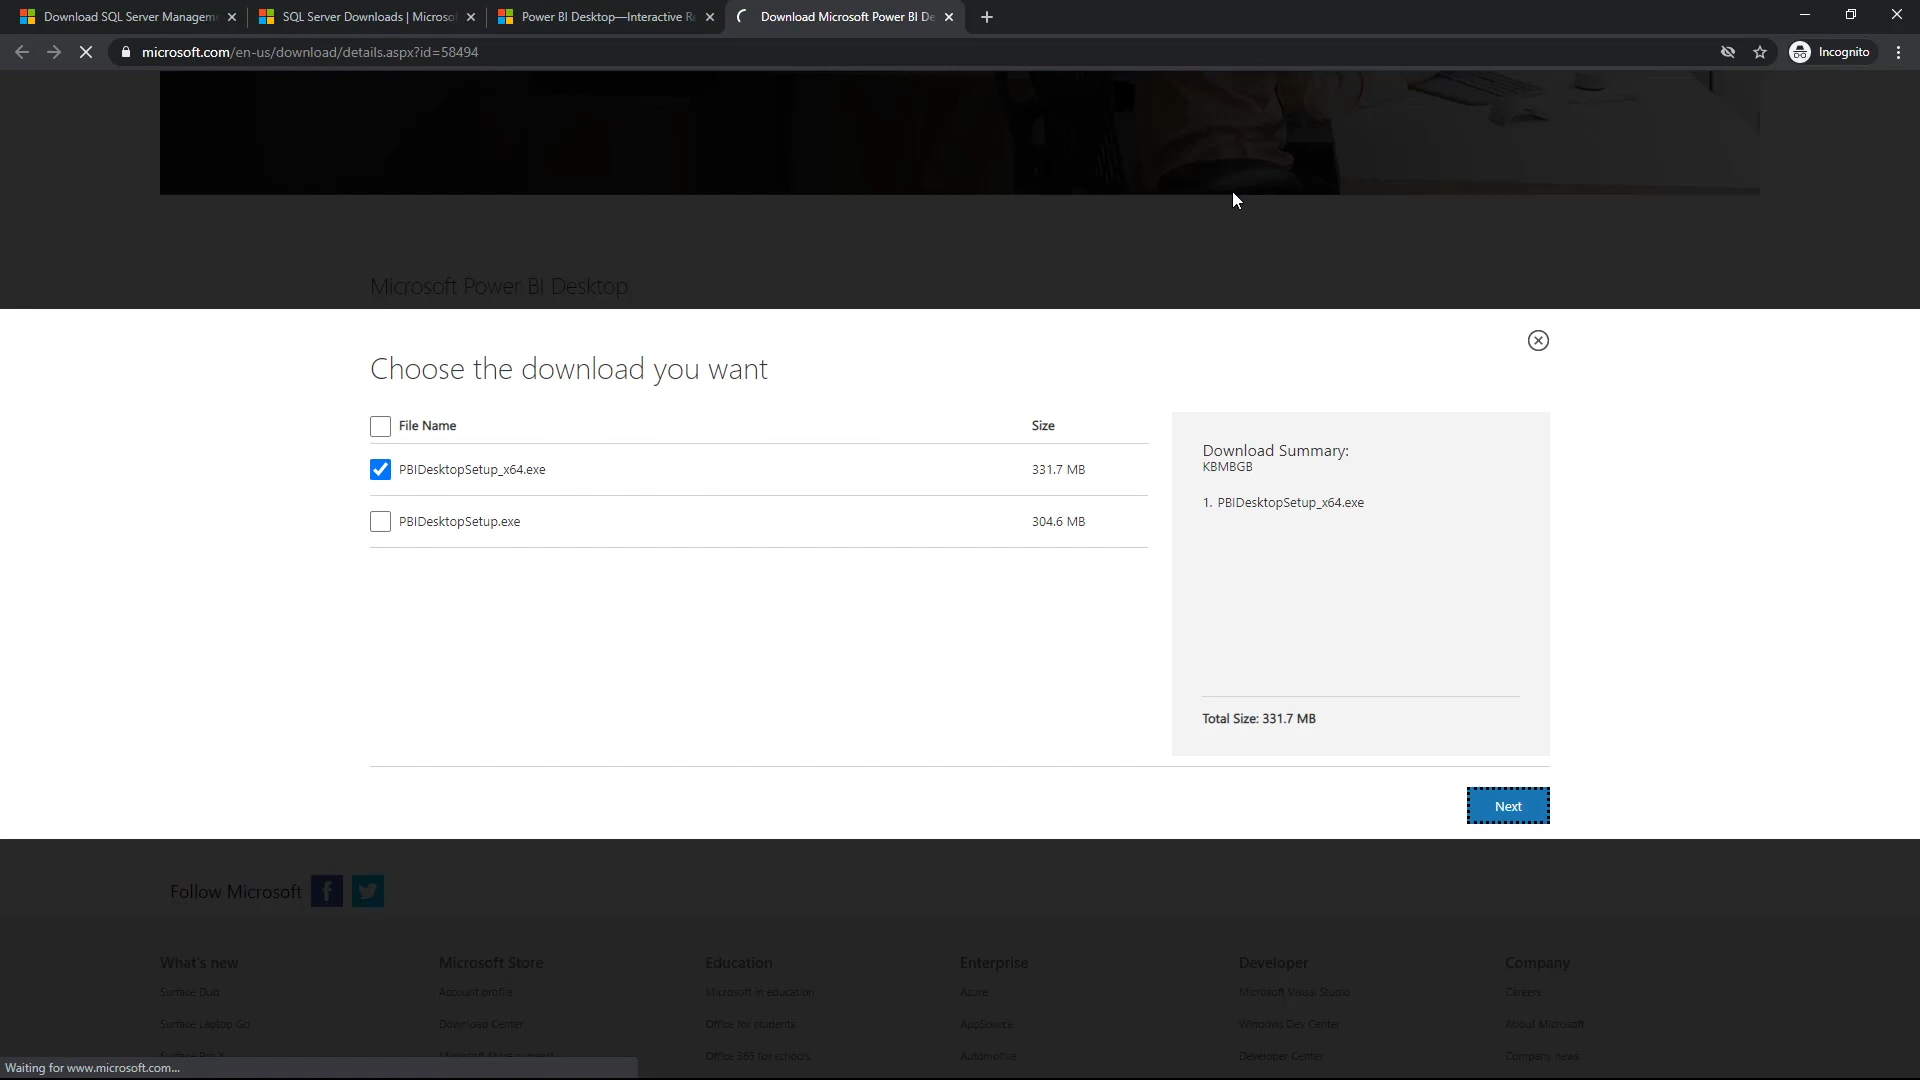 Download SQL Server Managem
SQL Server Downloads | Microso
Power BI Desktop—Interactive R
Download Microsoft Power BI De
microsoft.com/en-us/download/details.aspx?id=58494
Incognito
Microsoft Power BI Desktop
Choose the download you want
File Name
Size
PBIDesktopSetup_x64.exe
331.7 MB
PBIDesktopSetup.exe
304.6 MB
Download Summary:
KBMBGB
1. PBIDesktopSetup_x64.exe
Total Size: 331.7 MB
Next
Follow Microsoft
What's new
Microsoft Store
Education
Enterprise
Developer
Company
Surface Duo
Account profile
Microsoft in education
Azure
Microsoft Visual Studio
Careers
Surface Laptop Go
Download Center
Office for students
AppSource
Windows Dev Center
About Microsoft
Surface Pro X
Microsoft Store support
Office 365 for schools
Automotive
Developer Center
Company news
Waiting for www.microsoft.com...